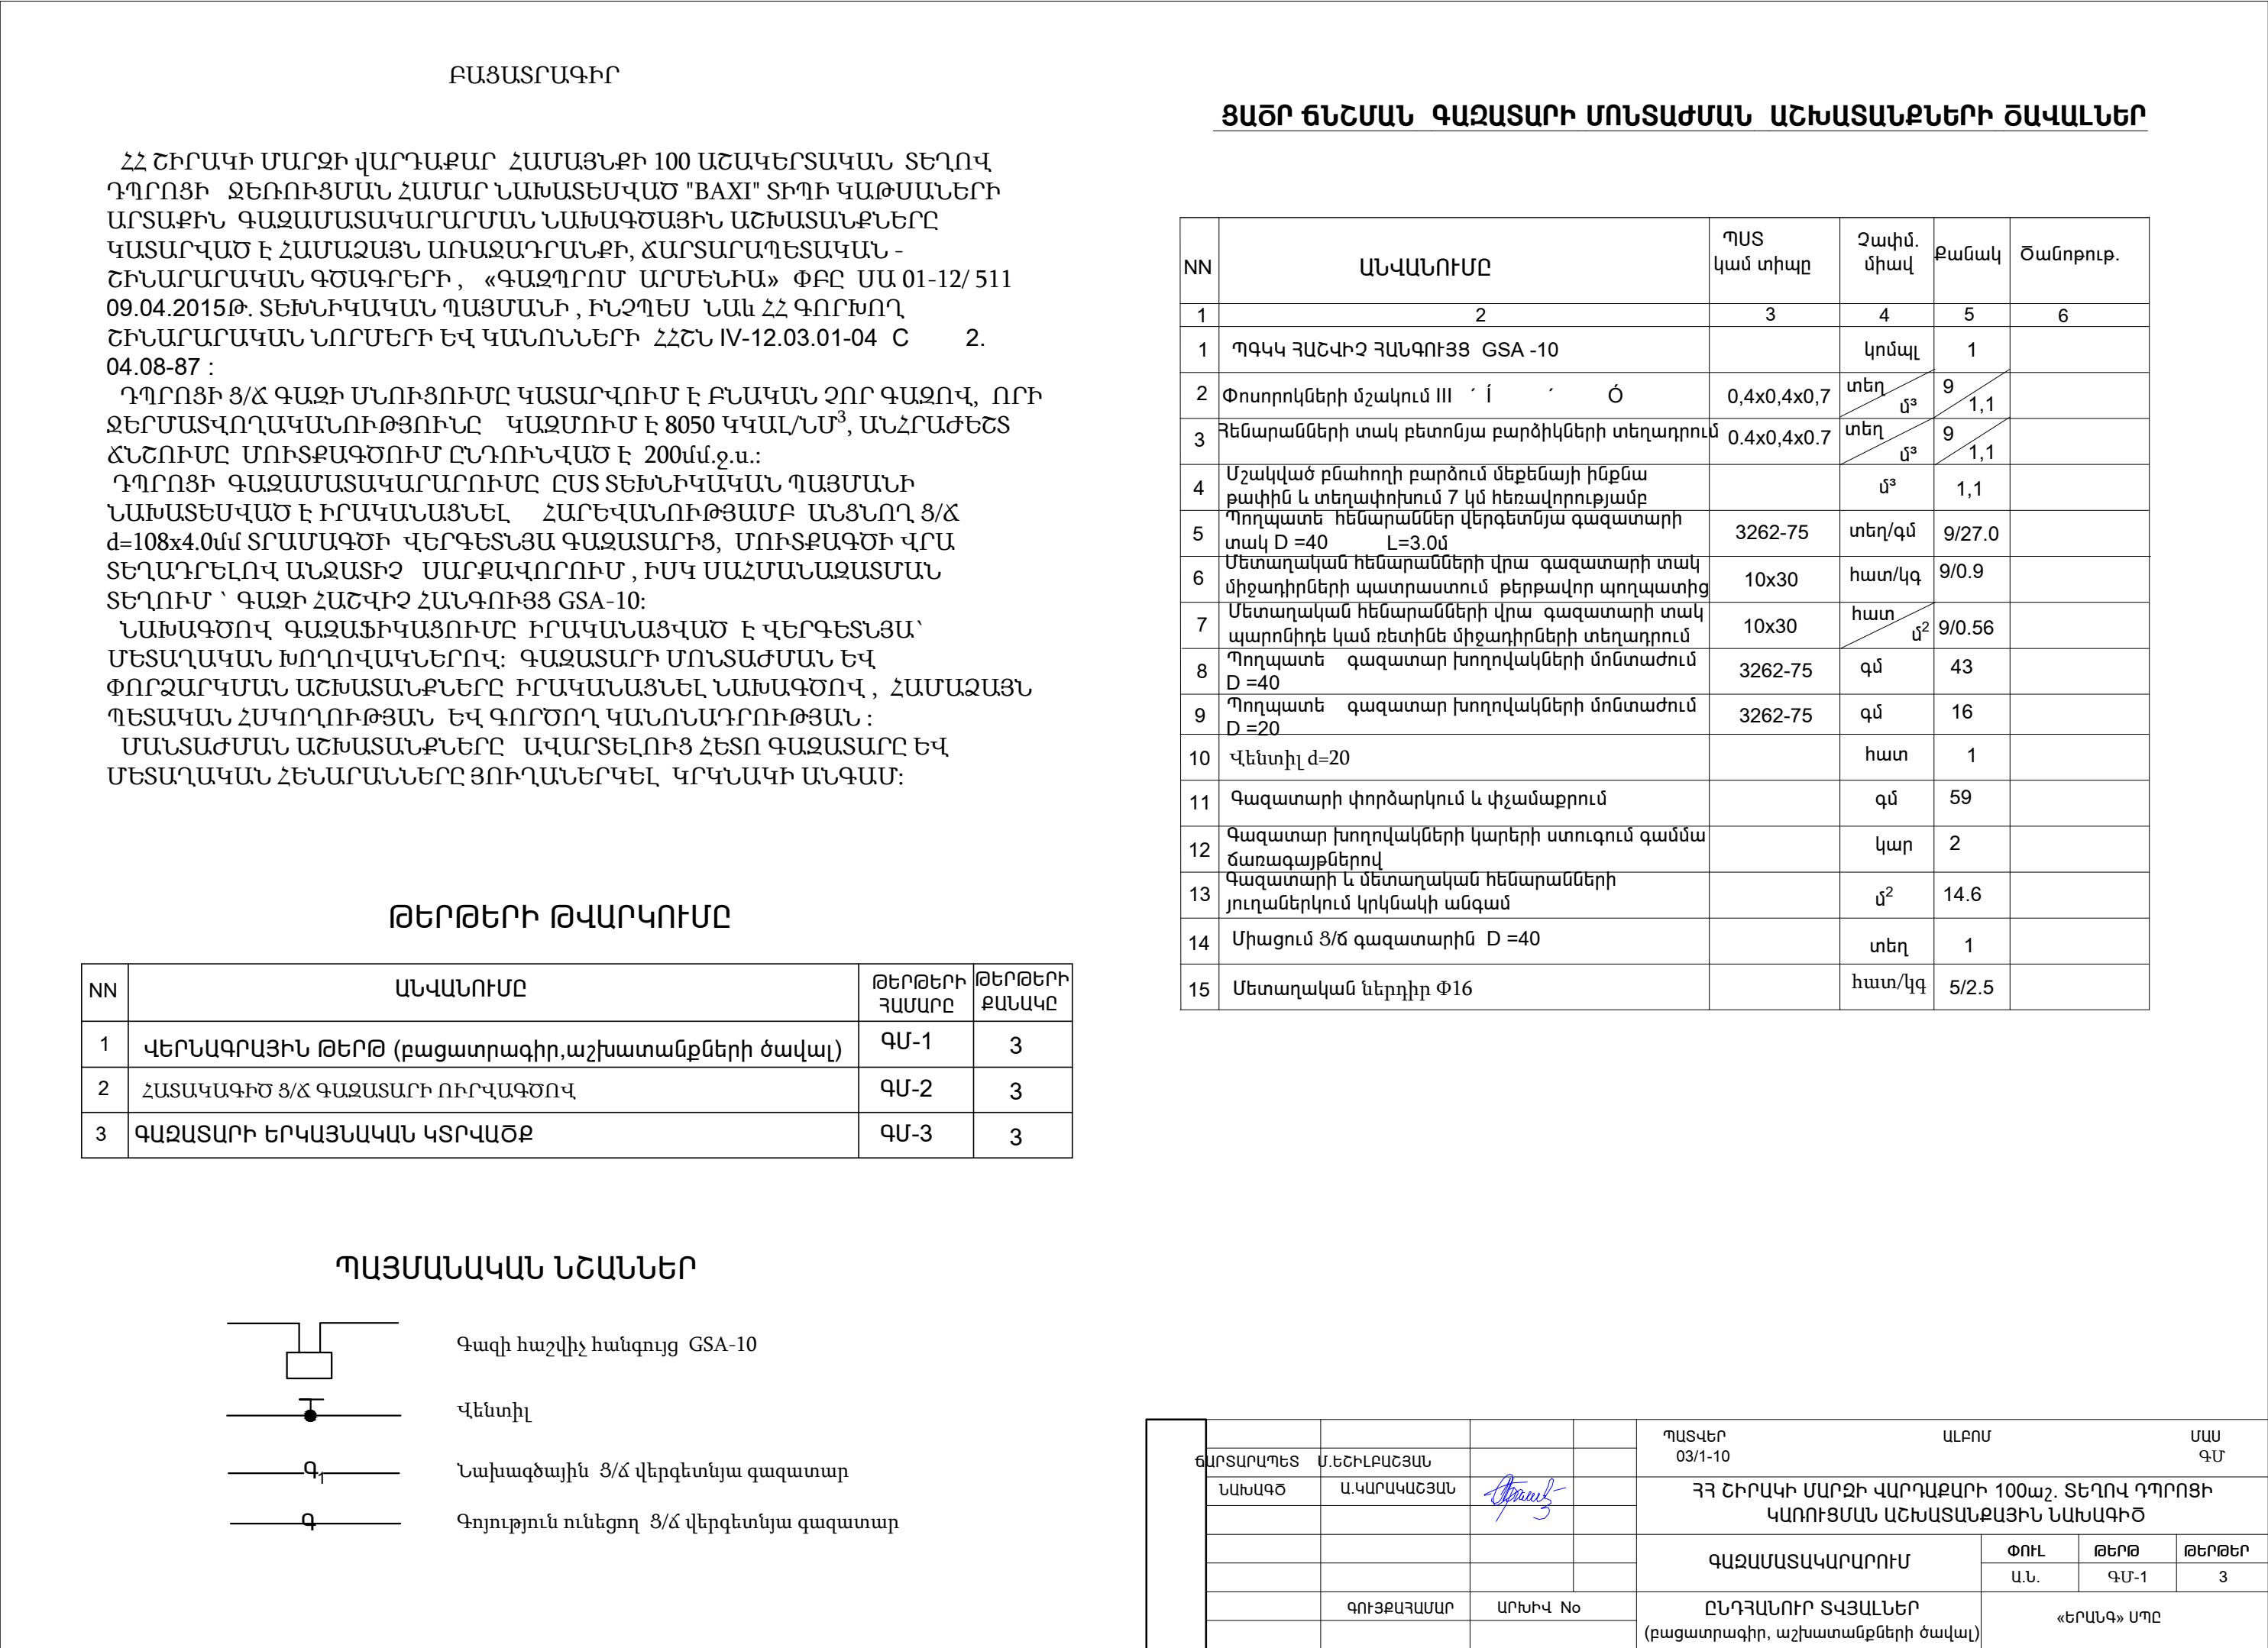 ԲԱՑԱՏՐԱԳԻՐ
ՀՀ ՇԻՐԱԿԻ ՄԱՐԶԻ վԱՐԴԱՔԱՐ ՀԱՄԱՅՆՔԻ 100 ԱՇԱԿԵՐՏԱԿԱՆ ՏԵՂՈՎ
ԴՊՐՈՑԻ ՋԵՌՈՒՑՄԱՆ ՀԱՄԱՐ ՆԱԽԱՏԵՍՎԱԾ "BAXI" ՏԻՊԻ ԿԱԹՍԱՆԵՐԻ
ԱՐՏԱՔԻՆ ԳԱԶԱՄԱՏԱԿԱՐԱՐՄԱՆ ՆԱԽԱԳԾԱՅԻՆ ԱՇԽԱՏԱՆՔՆԵՐԸ
ԿԱՏԱՐՎԱԾ Է ՀԱՄԱՁԱՅՆ ԱՌԱՋԱԴՐԱՆՔԻ, ՃԱՐՏԱՐԱՊԵՏԱԿԱՆ -
ՇԻՆԱՐԱՐԱԿԱՆ ԳԾԱԳՐԵՐԻ , «ԳԱԶՊՐՈՄ ԱՐՄԵՆԻԱ» ՓԲԸ ՍԱ 01-12/ 511
09.04.2015Թ. ՏԵԽՆԻԿԱԿԱՆ ՊԱՅՄԱՆԻ , ԻՆՉՊԵՍ ՆԱև ՀՀ ԳՈՐԽՈՂ
ՇԻՆԱՐԱՐԱԿԱՆ ՆՈՐՄԵՐԻ ԵՎ ԿԱՆՈՆՆԵՐԻ ՀՀՇՆ IV-12.03.01-04 C 2.
04.08-87 :
ԴՊՐՈՑԻ Ց/Ճ ԳԱԶԻ ՍՆՈՒՑՈՒՄԸ ԿԱՏԱՐՎՈՒՄ Է ԲՆԱԿԱՆ ՉՈՐ ԳԱԶՈՎ, ՈՐԻ
ՋԵՐՄԱՏՎՈՂԱԿԱՆՈՒԹՅՈՒՆԸ ԿԱԶՄՈՒՄ Է 8050 ԿԿԱԼ/ՆՄ³, ԱՆՀՐԱԺԵՇՏ
ՃՆՇՈՒՄԸ ՄՈՒՏՔԱԳԾՈՒՄ ԸՆԴՈՒՆՎԱԾ Է 200մմ.ջ.ս.:
ԴՊՐՈՑԻ ԳԱԶԱՄԱՏԱԿԱՐԱՐՈՒՄԸ ԸՍՏ ՏԵԽՆԻԿԱԿԱՆ ՊԱՅՄԱՆԻ
ՆԱԽԱՏԵՍՎԱԾ Է ԻՐԱԿԱՆԱՑՆԵԼ ՀԱՐԵՎԱՆՈՒԹՅԱՄԲ ԱՆՑՆՈՂ Ց/Ճ
d=108x4.0մմ ՏՐԱՄԱԳԾԻ ՎԵՐԳԵՏՆՅԱ ԳԱԶԱՏԱՐԻՑ, ՄՈՒՏՔԱԳԾԻ ՎՐԱ
ՏԵՂԱԴՐԵԼՈՎ ԱՆՋԱՏԻՉ ՍԱՐՔԱՎՈՐՈՒՄ , ԻՍԿ ՍԱՀՄԱՆԱԶԱՏՄԱՆ
ՏԵՂՈՒՄ ՝ ԳԱԶԻ ՀԱՇՎԻՉ ՀԱՆԳՈՒՅՑ GSA-10:
ՆԱԽԱԳԾՈՎ ԳԱԶԱՖԻԿԱՑՈՒՄԸ ԻՐԱԿԱՆԱՑՎԱԾ Է ՎԵՐԳԵՏՆՅԱ՝
ՄԵՏԱՂԱԿԱՆ ԽՈՂՈՎԱԿՆԵՐՈՎ: ԳԱԶԱՏԱՐԻ ՄՈՆՏԱԺՄԱՆ ԵՎ
ՓՈՐՁԱՐԿՄԱՆ ԱՇԽԱՏԱՆՔՆԵՐԸ ԻՐԱԿԱՆԱՑՆԵԼ ՆԱԽԱԳԾՈՎ , ՀԱՄԱՁԱՅՆ
ՊԵՏԱԿԱՆ ՀՍԿՈՂՈՒԹՅԱՆ ԵՎ ԳՈՐԾՈՂ ԿԱՆՈՆԱԴՐՈՒԹՅԱՆ :
ՄԱՆՏԱԺՄԱՆ ԱՇԽԱՏԱՆՔՆԵՐԸ ԱՎԱՐՏԵԼՈՒՑ ՀԵՏՈ ԳԱԶԱՏԱՐԸ ԵՎ
ՄԵՏԱՂԱԿԱՆ ՀԵՆԱՐԱՆՆԵՐԸ ՅՈՒՂԱՆԵՐԿԵԼ ԿՐԿՆԱԿԻ ԱՆԳԱՄ:
ԹԵՐԹԵՐԻ ԹՎԱՐԿՈՒՄԸ
NN ԱՆՎԱՆՈՒՄԸ ԹԵՐԹԵՐԻ ՀԱՄԱՐԸ ԹԵՐԹԵՐԻ ՔԱՆԱԿԸ
1 ՎԵՐՆԱԳՐԱՅԻՆ ԹԵՐԹ (բացատրագիր,աշխատանքների ծավալ) ԳՄ-1 3
2 ՀԱՏԱԿԱԳԻԾ Ց/Ճ ԳԱԶԱՏԱՐԻ ՈՒՐՎԱԳԾՈՎ ԳՄ-2 3
3 ԳԱԶԱՏԱՐԻ ԵՐԿԱՅՆԱԿԱՆ ԿՏՐՎԱԾՔ ԳՄ-3 3
ՊԱՅՄԱՆԱԿԱՆ ՆՇԱՆՆԵՐ
Գազի հաշվիչ հանգույց GSA-10
Վենտիլ
Գ1 Նախագծային Ց/Ճ վերգետնյա գազատար
Գ Գոյություն ունեցող Ց/Ճ վերգետնյա գազատար
ՑԱԾՐ ՃՆՇՄԱՆ ԳԱԶԱՏԱՐԻ ՄՈՆՏԱԺՄԱՆ ԱՇԽԱՏԱՆՔՆԵՐԻ ԾԱՎԱԼՆԵՐ
NN ԱՆՎԱՆՈՒՄԸ ՊՍՏ կամ տիպը Չափմ. միավ Քանակ Ծանոթութ.
1 2 3 4 5 6
1 ՊԳԿԿ ՀԱՇՎԻՉ ՀԱՆԳՈՒՅՑ GSA -10 կոմպլ 1
2 Փոսորոկների մշակում III ´ Í ´ Ó 0,4x0,4x0,7 տեղ/մ³ 9/1,1
3 Հենարանների տակ բետոնյա բարձիկների տեղադրում 0.4x0,4x0.7 տեղ/մ³ 9/1,1
4 Մշակված բնահողի բարձում մեքենայի ինքնա
թափին և տեղափոխում 7 կմ հեռավորությամբ մ³ 1,1
5 Պողպատե հենարաններ վերգետնյա գազատարի
տակ D =40 L=3.0մ 3262-75 տեղ/գմ 9/27.0
6 Մետաղական հենարանների վրա գազատարի տակ
միջադիրների պատրաստում թերթավոր պողպատից 10x30 հատ/կգ 9/0.9
7 Մետաղական հենարանների վրա գազատարի տակ
պարոնիդե կամ ռետինե միջադիրների տեղադրում 10x30 հատ/մ² 9/0.56
8 Պողպատե գազատար խողովակների մոնտաժում
D =40 3262-75 գմ 43
9 Պողպատե գազատար խողովակների մոնտաժում
D =20 3262-75 գմ 16
10 Վենտիլ d=20 հատ 1
11 Գազատարի փորձարկում և փչամաքրում գմ 59
12 Գազատար խողովակների կարերի ստուգում գամմա
ճառագայթներով կար 2
13 Գազատարի և մետաղական հենարանների
յուղաներկում կրկնակի անգամ մ² 14.6
14 Միացում Ց/ճ գազատարին D =40 տեղ 1
15 Մետաղական ներդիր Ф16 հատ/կգ 5/2.5
ՊԱՏՎԵՐ ԱԼԲՈՄ ՄԱՍ
03/1-10 ԳՄ
ՃԱՐՏԱՐԱՊԵՏ Մ.ԵՇԻԼԲԱՇՅԱՆ
ՆԱԽԱԳԾ Ա.ԿԱՐԱԿԱՇՅԱՆ
ՀՀ ՇԻՐԱԿԻ ՄԱՐԶԻ ՎԱՐԴԱՔԱՐԻ 100աշ. ՏԵՂՈՎ ԴՊՐՈՑԻ
ԿԱՌՈՒՑՄԱՆ ԱՇԽԱՏԱՆՔԱՅԻՆ ՆԱԽԱԳԻԾ
ԳԱԶԱՄԱՏԱԿԱՐԱՐՈՒՄ ՓՈՒԼ ԹԵՐԹ ԹԵՐԹԵՐ
Ա.Ն. ԳՄ-1 3
ԳՈՒՅՔԱՀԱՄԱՐ ԱՐԽԻՎ No
ԸՆԴՀԱՆՈՒՐ ՏՎՅԱԼՆԵՐ
(բացատրագիր, աշխատանքների ծավալ)
«ԵՐԱՆԳ» ՍՊԸ